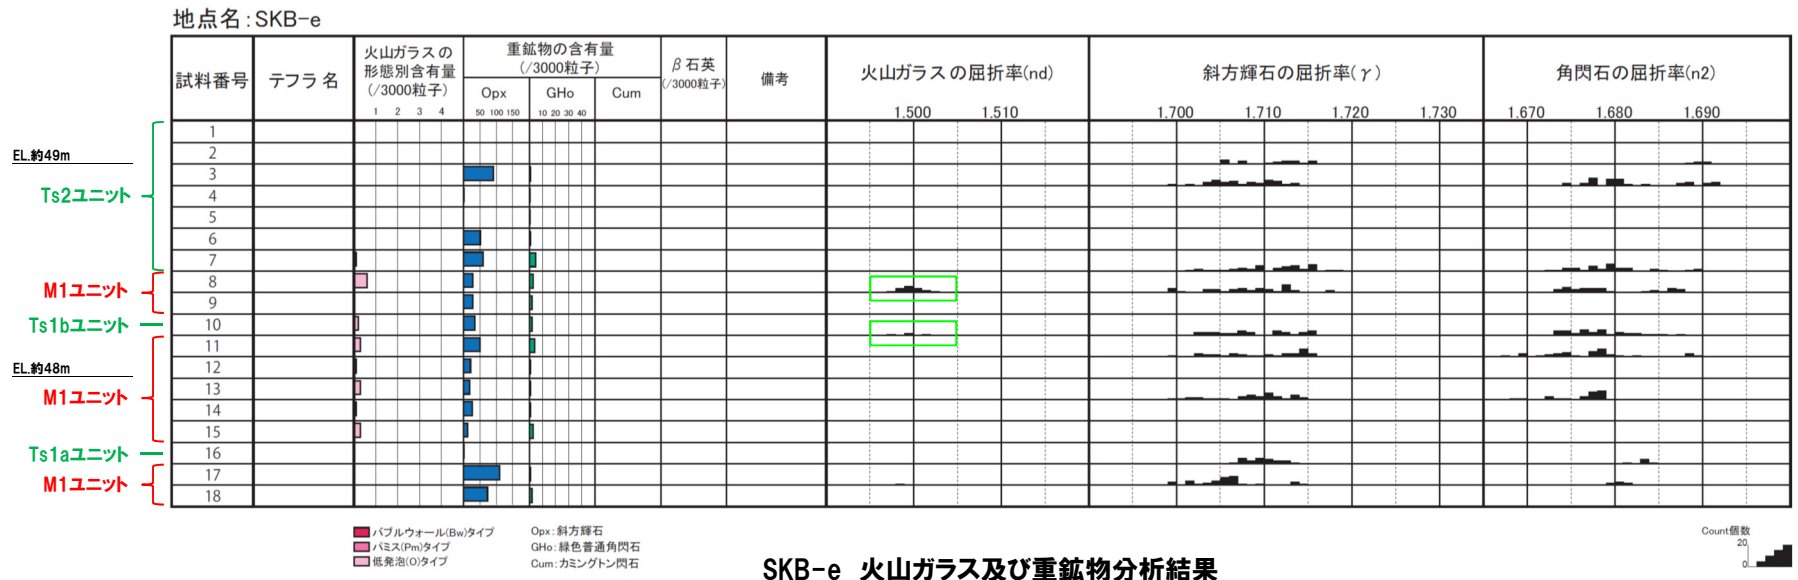 地点名:SKB-e
試料番号
テフラ名
火山ガラスの
形態別含有量
(/3000粒子)
1 2 3 4
重鉱物の含有量
(/3000粒子)
Opx GHo Cum
50 100 150 10 20 30 40
β石英
(/3000粒子)
備考
火山ガラスの屈折率(nd)
1.500 1.510
斜方輝石の屈折率(γ)
1.700 1.710 1.720 1.730
角閃石の屈折率(n2)
1.670 1.680 1.690
1
EL.約49m
2
3
Ts2ユニット
4
5
6
7
8
M1ユニット
9
Ts1bユニット
10
11
EL.約48m
12
13
M1ユニット
14
15
Ts1aユニット
16
17
M1ユニット
18
バブルウォール(Bw)タイプ
パミス(Pm)タイプ
低発泡(O)タイプ
Opx:斜方輝石
GHo:緑色普通角閃石
Cum:カミングトン閃石
Count個数
20
0
SKB-e 火山ガラス及び重鉱物分析結果